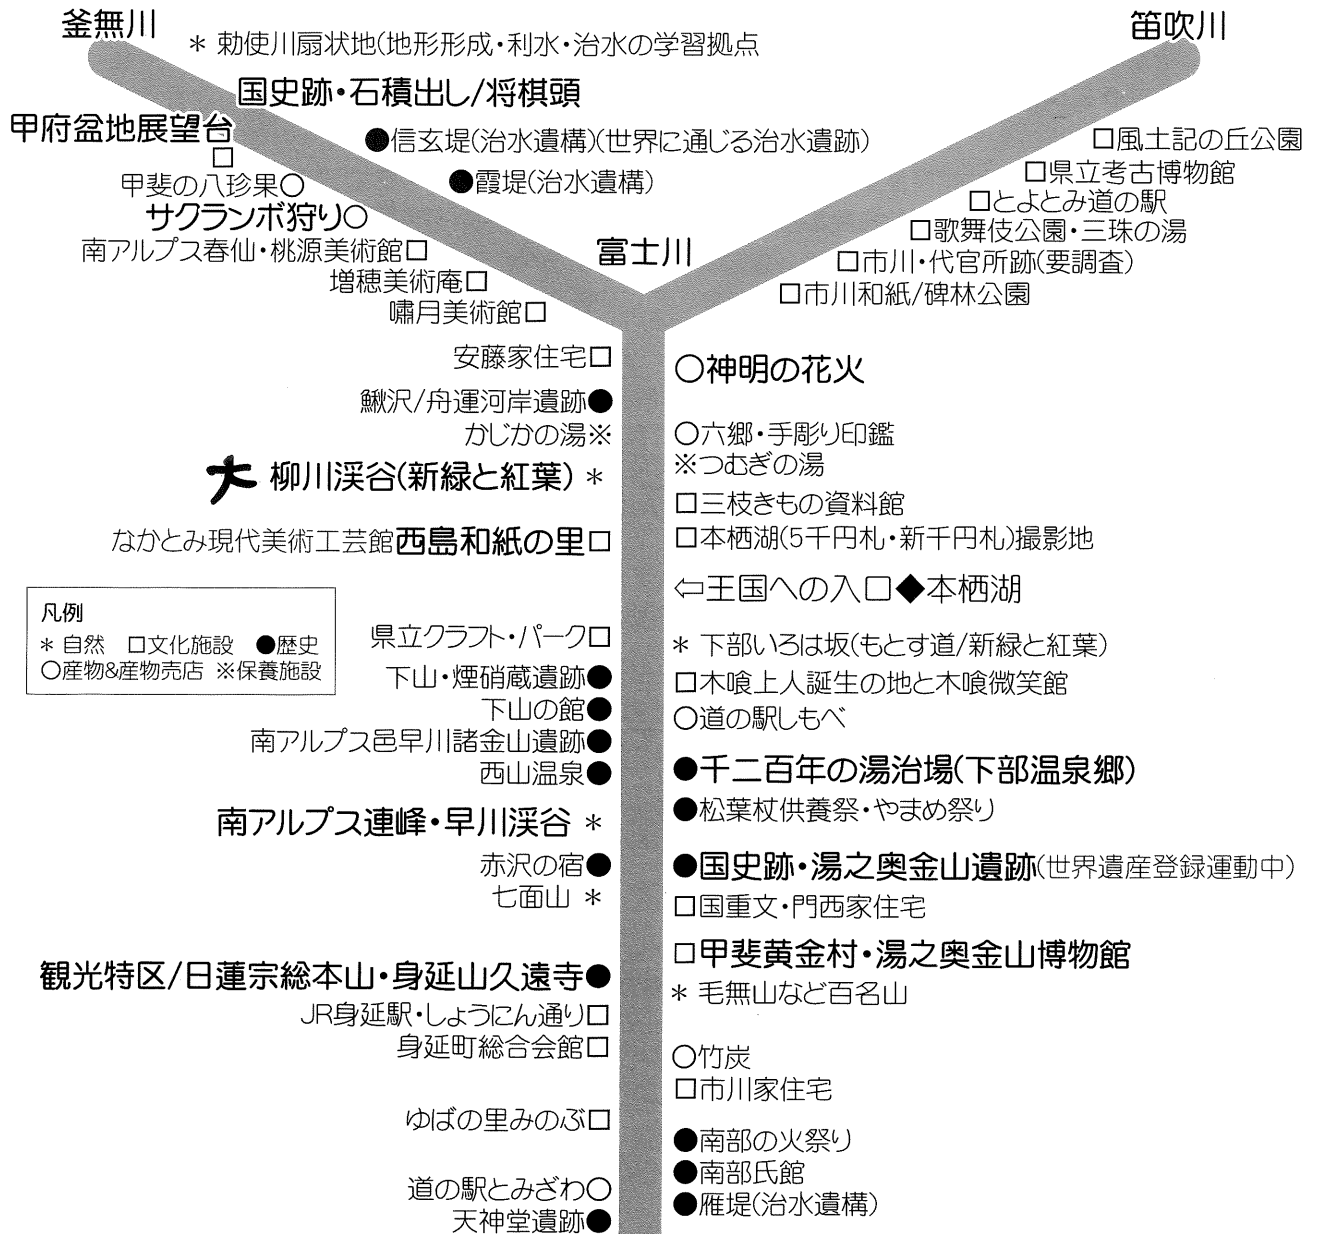 釜無川
笛吹川
* 勅使川扇状地(地形形成・利水・治水の学習拠点
国史跡・石積出し/将棋頭
甲府盆地展望台
□
●信玄堤(治水遺構)(世界に通じる治水遺跡)
●霞堤(治水遺構)
甲斐の八珍果○
サクランボ狩り○
南アルプス春仙・桃源美術館□
増穂美術庵□
嘯月美術館□
富士川
□風土記の丘公園
□県立考古博物館
□とよとみ道の駅
□歌舞伎公園・三珠の湯
□市川・代官所跡(要調査)
□市川和紙/碑林公園
安藤家住宅□
鰍沢/舟運河岸遺跡●
かじかの湯※
大 柳川渓谷(新緑と紅葉) *
なかとみ現代美術工芸館西島和紙の里□
凡例
* 自然 □文化施設 ●歴史
○産物&産物売店 ※保養施設
県立クラフト・パーク□
下山・煙硝蔵遺跡●
下山の館●
南アルプス邑早川諸金山遺跡●
西山温泉●
南アルプス連峰・早川渓谷 *
赤沢の宿●
七面山 *
観光特区/日蓮宗総本山・身延山久遠寺●
JR身延駅・しょうにん通り□
身延町総合会館□
ゆばの里みのぶ□
道の駅とみざわ○
天神堂遺跡●
○神明の花火
○六郷・手彫り印鑑
※つむぎの湯
□三枝きもの資料館
□本栖湖(5千円札・新千円札)撮影地
⇦王国への入口◆本栖湖
* 下部いろは坂(もとす道/新緑と紅葉)
□木喰上人誕生の地と木喰微笑館
○道の駅しもべ
●千二百年の湯治場(下部温泉郷)
●松葉杖供養祭・やまめ祭り
●国史跡・湯之奥金山遺跡(世界遺産登録運動中)
□国重文・門西家住宅
□甲斐黄金村・湯之奥金山博物館
* 毛無山など百名山
○竹炭
□市川家住宅
●南部の火祭り
●南部氏館
●雁堤(治水遺構)